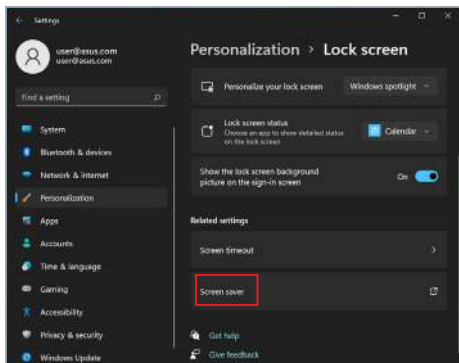 Settings
user@asus.com
user@asus.com
Find a setting
System
Bluetooth & devices
Network & internet
Personalization
Apps
Accounts
Time & language
Gaming
Accessibility
Privacy & security
Windows Update
Personalization > Lock screen
Personalize your lock screen
Windows spotlight
Lock screen status
Choose an app to show detailed status
on the lock screen
Calendar
Show the lock screen background
picture on the sign-in screen
On
Related settings
Screen timeout
Screen saver
Get help
Give feedback